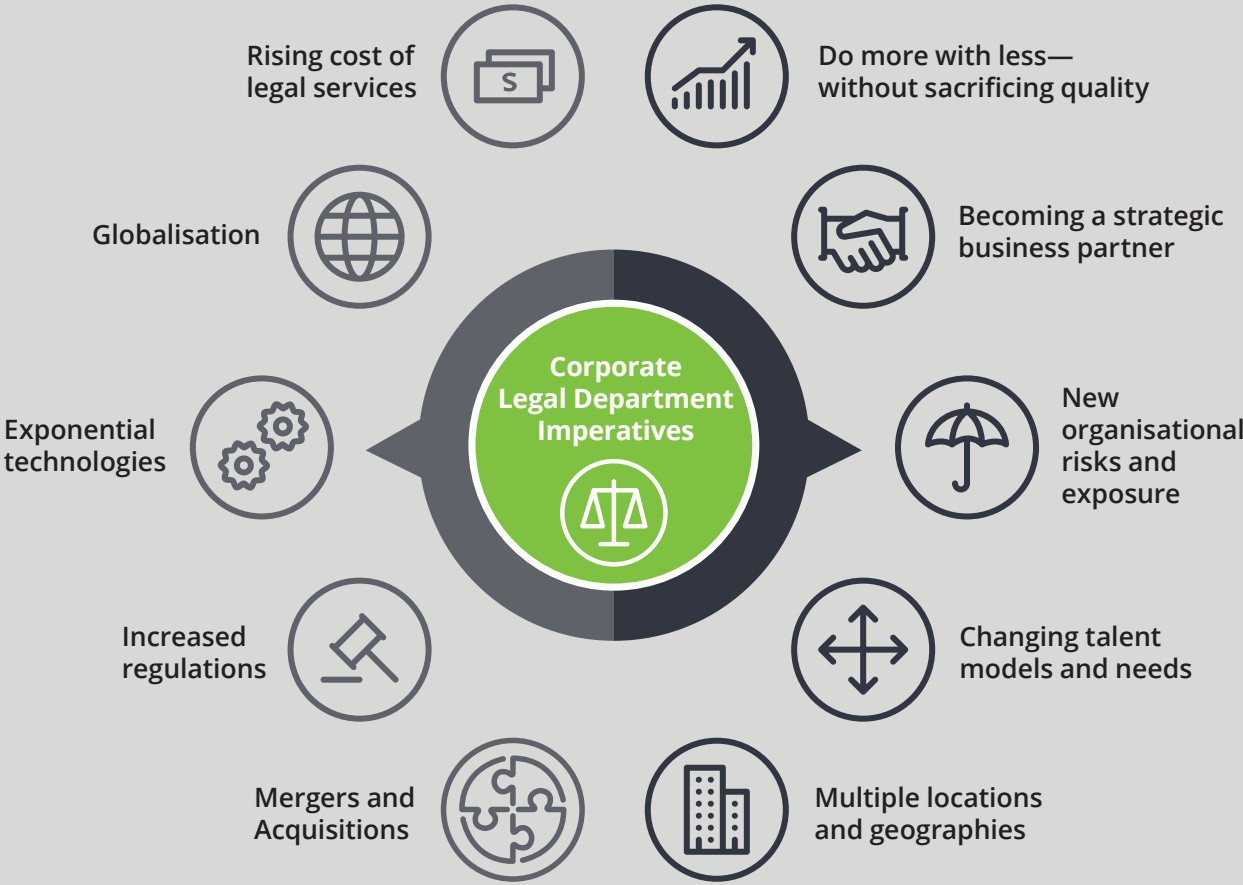 Rising cost of
legal services
$
Do more with less—
without sacrificing quality
Globalisation
Becoming a strategic
business partner
Corporate
Legal Department
Imperatives
Exponential
technologies
New
organisational
risks and
exposure
Increased
regulations
Changing talent
models and needs
Mergers and
Acquisitions
Multiple locations
and geographies